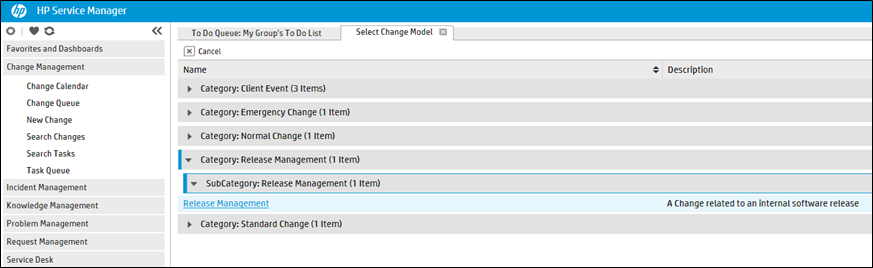 hp HP Service Manager
To Do Queue: My Group's To Do List Select Change Model
Cancel
Favorites and Dashboards
Change Management
Change Calendar
Change Queue
New Change
Search Changes
Search Tasks
Task Queue
Incident Management
Knowledge Management
Problem Management
Request Management
Service Desk
Name Description
Category: Client Event (3 Items)
Category: Emergency Change (1 Item)
Category: Normal Change (1 Item)
Category: Release Management (1 Item)
SubCategory: Release Management (1 Item)
Release Management A Change related to an internal software release
Category: Standard Change (1 Item)